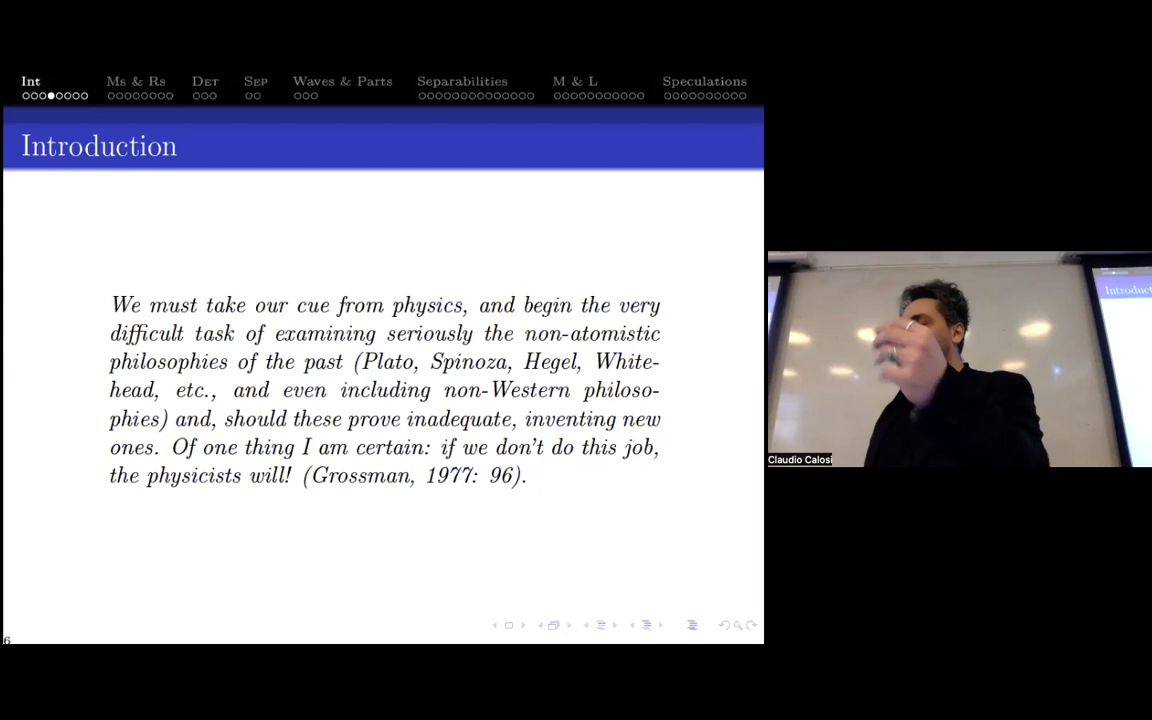 Int Ms & Rs Det Sep Waves & Parts Separabilities M & L Speculations
Introduction
We must take our cue from physics, and begin the very
difficult task of examining seriously the non-atomistic
philosophies of the past (Plato, Spinoza, Hegel, White-
head, etc., and even including non-Western philoso-
phies) and, should these prove inadequate, inventing new
ones. Of one thing I am certain: if we don't do this job,
the physicists will! (Grossman, 1977: 96).
6
Introduct
Claudio Calosi